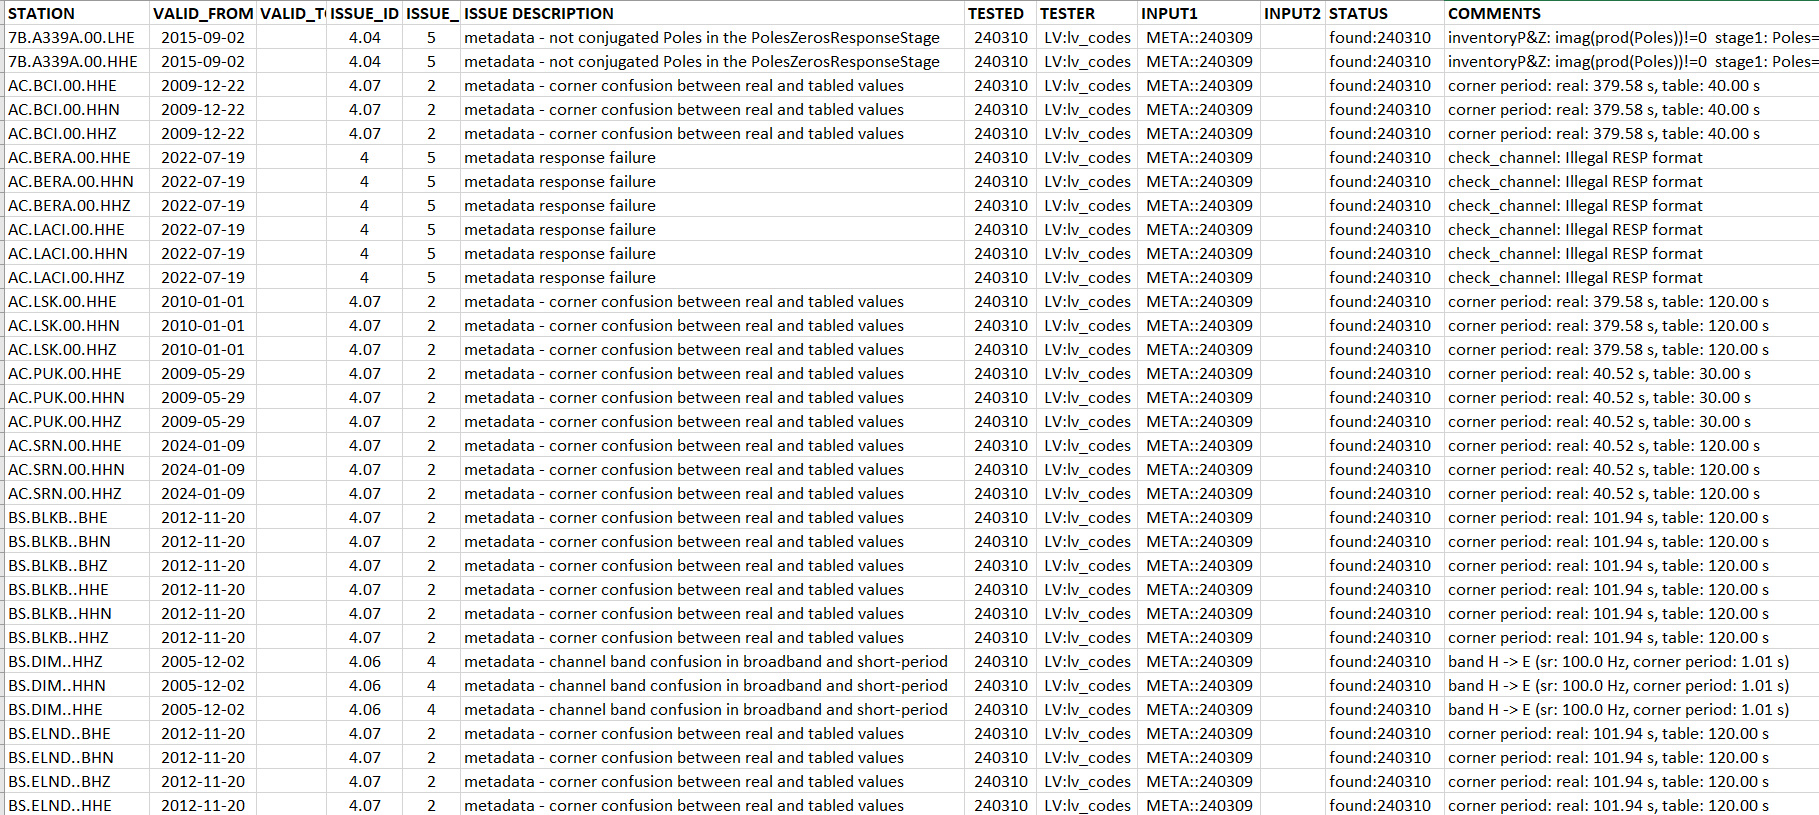 STATION VALID_FROM VALID_T ISSUE_ID ISSUE_ ISSUE DESCRIPTION TESTED TESTER INPUT1 INPUT2 STATUS COMMENTS
7B.A339A.00.LHE 2015-09-02 4.04 5 metadata - not conjugated Poles in the PolesZerosResponseStage 240310 LV:lv_codes META::240309 found:240310 inventoryP&Z: imag(prod(Poles))!=0 stage1: Poles=
7B.A339A.00.HHE 2015-09-02 4.04 5 metadata - not conjugated Poles in the PolesZerosResponseStage 240310 LV:lv_codes META::240309 found:240310 inventoryP&Z: imag(prod(Poles))!=0 stage1: Poles=
AC.BCI.00.HHE 2009-12-22 4.07 2 metadata - corner confusion between real and tabled values 240310 LV:lv_codes META::240309 found:240310 corner period: real: 379.58 s, table: 40.00 s
AC.BCI.00.HHN 2009-12-22 4.07 2 metadata - corner confusion between real and tabled values 240310 LV:lv_codes META::240309 found:240310 corner period: real: 379.58 s, table: 40.00 s
AC.BCI.00.HHZ 2009-12-22 4.07 2 metadata - corner confusion between real and tabled values 240310 LV:lv_codes META::240309 found:240310 corner period: real: 379.58 s, table: 40.00 s
AC.BERA.00.HHE 2022-07-19 4 5 metadata response failure 240310 LV:lv_codes META::240309 found:240310 check_channel: Illegal RESP format
AC.BERA.00.HHN 2022-07-19 4 5 metadata response failure 240310 LV:lv_codes META::240309 found:240310 check_channel: Illegal RESP format
AC.BERA.00.HHZ 2022-07-19 4 5 metadata response failure 240310 LV:lv_codes META::240309 found:240310 check_channel: Illegal RESP format
AC.LACI.00.HHE 2022-07-19 4 5 metadata response failure 240310 LV:lv_codes META::240309 found:240310 check_channel: Illegal RESP format
AC.LACI.00.HHN 2022-07-19 4 5 metadata response failure 240310 LV:lv_codes META::240309 found:240310 check_channel: Illegal RESP format
AC.LACI.00.HHZ 2022-07-19 4 5 metadata response failure 240310 LV:lv_codes META::240309 found:240310 check_channel: Illegal RESP format
AC.LSK.00.HHE 2010-01-01 4.07 2 metadata - corner confusion between real and tabled values 240310 LV:lv_codes META::240309 found:240310 corner period: real: 379.58 s, table: 120.00 s
AC.LSK.00.HHN 2010-01-01 4.07 2 metadata - corner confusion between real and tabled values 240310 LV:lv_codes META::240309 found:240310 corner period: real: 379.58 s, table: 120.00 s
AC.LSK.00.HHZ 2010-01-01 4.07 2 metadata - corner confusion between real and tabled values 240310 LV:lv_codes META::240309 found:240310 corner period: real: 379.58 s, table: 120.00 s
AC.PUK.00.HHE 2009-05-29 4.07 2 metadata - corner confusion between real and tabled values 240310 LV:lv_codes META::240309 found:240310 corner period: real: 40.52 s, table: 30.00 s
AC.PUK.00.HHN 2009-05-29 4.07 2 metadata - corner confusion between real and tabled values 240310 LV:lv_codes META::240309 found:240310 corner period: real: 40.52 s, table: 30.00 s
AC.PUK.00.HHZ 2009-05-29 4.07 2 metadata - corner confusion between real and tabled values 240310 LV:lv_codes META::240309 found:240310 corner period: real: 40.52 s, table: 30.00 s
AC.SRN.00.HHE 2024-01-09 4.07 2 metadata - corner confusion between real and tabled values 240310 LV:lv_codes META::240309 found:240310 corner period: real: 40.52 s, table: 120.00 s
AC.SRN.00.HHN 2024-01-09 4.07 2 metadata - corner confusion between real and tabled values 240310 LV:lv_codes META::240309 found:240310 corner period: real: 40.52 s, table: 120.00 s
AC.SRN.00.HHZ 2024-01-09 4.07 2 metadata - corner confusion between real and tabled values 240310 LV:lv_codes META::240309 found:240310 corner period: real: 40.52 s, table: 120.00 s
BS.BLKB..BHE 2012-11-20 4.07 2 metadata - corner confusion between real and tabled values 240310 LV:lv_codes META::240309 found:240310 corner period: real: 101.94 s, table: 120.00 s
BS.BLKB..BHN 2012-11-20 4.07 2 metadata - corner confusion between real and tabled values 240310 LV:lv_codes META::240309 found:240310 corner period: real: 101.94 s, table: 120.00 s
BS.BLKB..BHZ 2012-11-20 4.07 2 metadata - corner confusion between real and tabled values 240310 LV:lv_codes META::240309 found:240310 corner period: real: 101.94 s, table: 120.00 s
BS.BLKB..HHE 2012-11-20 4.07 2 metadata - corner confusion between real and tabled values 240310 LV:lv_codes META::240309 found:240310 corner period: real: 101.94 s, table: 120.00 s
BS.BLKB..HHN 2012-11-20 4.07 2 metadata - corner confusion between real and tabled values 240310 LV:lv_codes META::240309 found:240310 corner period: real: 101.94 s, table: 120.00 s
BS.BLKB..HHZ 2012-11-20 4.07 2 metadata - corner confusion between real and tabled values 240310 LV:lv_codes META::240309 found:240310 corner period: real: 101.94 s, table: 120.00 s
BS.DIM..HHZ 2005-12-02 4.06 4 metadata - channel band confusion in broadband and short-period 240310 LV:lv_codes META::240309 found:240310 band H -> E (sr: 100.0 Hz, corner period: 1.01 s)
BS.DIM..HHN 2005-12-02 4.06 4 metadata - channel band confusion in broadband and short-period 240310 LV:lv_codes META::240309 found:240310 band H -> E (sr: 100.0 Hz, corner period: 1.01 s)
BS.DIM..HHE 2005-12-02 4.06 4 metadata - channel band confusion in broadband and short-period 240310 LV:lv_codes META::240309 found:240310 band H -> E (sr: 100.0 Hz, corner period: 1.01 s)
BS.ELND..BHE 2012-11-20 4.07 2 metadata - corner confusion between real and tabled values 240310 LV:lv_codes META::240309 found:240310 corner period: real: 101.94 s, table: 120.00 s
BS.ELND..BHN 2012-11-20 4.07 2 metadata - corner confusion between real and tabled values 240310 LV:lv_codes META::240309 found:240310 corner period: real: 101.94 s, table: 120.00 s
BS.ELND..BHZ 2012-11-20 4.07 2 metadata - corner confusion between real and tabled values 240310 LV:lv_codes META::240309 found:240310 corner period: real: 101.94 s, table: 120.00 s
BS.ELND..HHE 2012-11-20 4.07 2 metadata - corner confusion between real and tabled values 240310 LV:lv_codes META::240309 found:240310 corner period: real: 101.94 s, table: 120.00 s